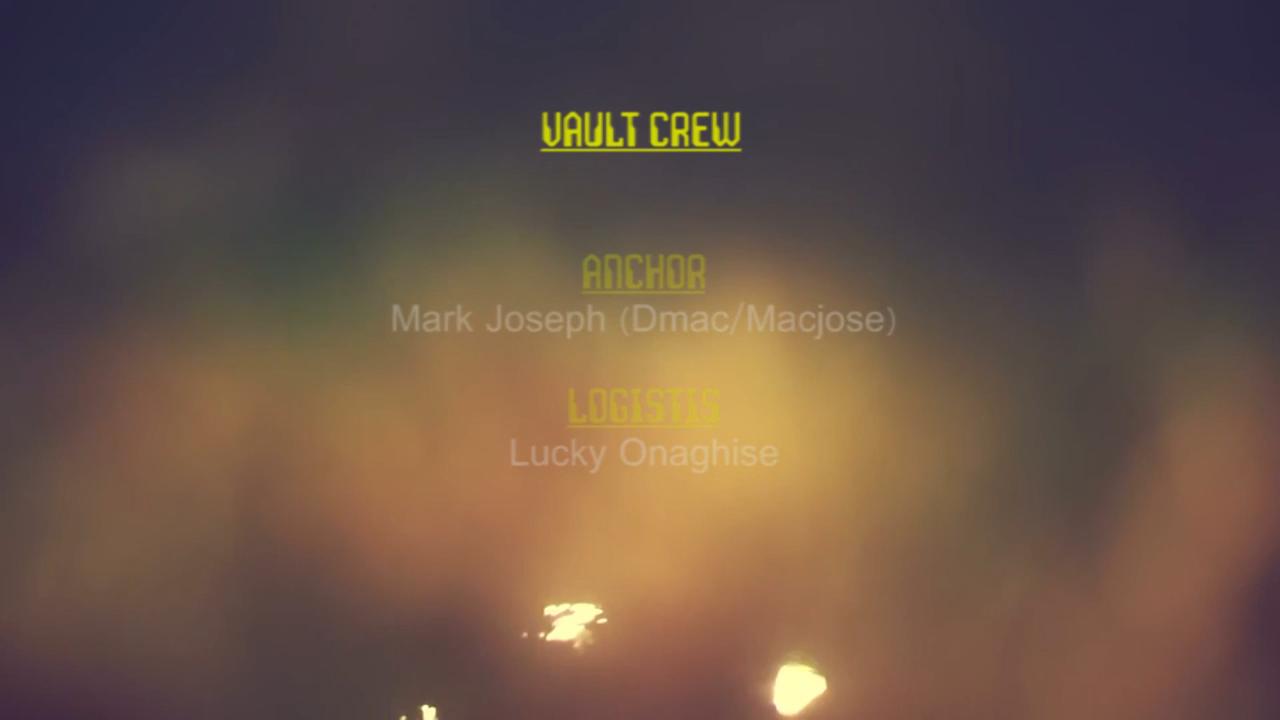 VAULT CREW
ANCHOR
Mark Joseph (Dmac/Macjose)
LOGISTIS
Lucky Onaghise